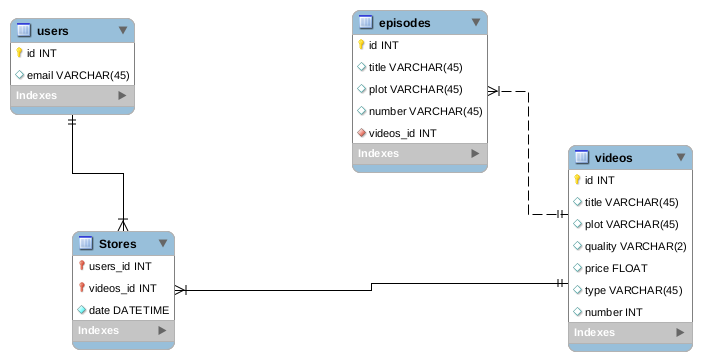 users
id INT
email VARCHAR(45)
Indexes
episodes
id INT
title VARCHAR(45)
plot VARCHAR(45)
number VARCHAR(45)
videos_id INT
Indexes
videos
id INT
title VARCHAR(45)
plot VARCHAR(45)
quality VARCHAR(2)
price FLOAT
type VARCHAR(45)
number INT
Indexes
Stores
users_id INT
videos_id INT
date DATETIME
Indexes